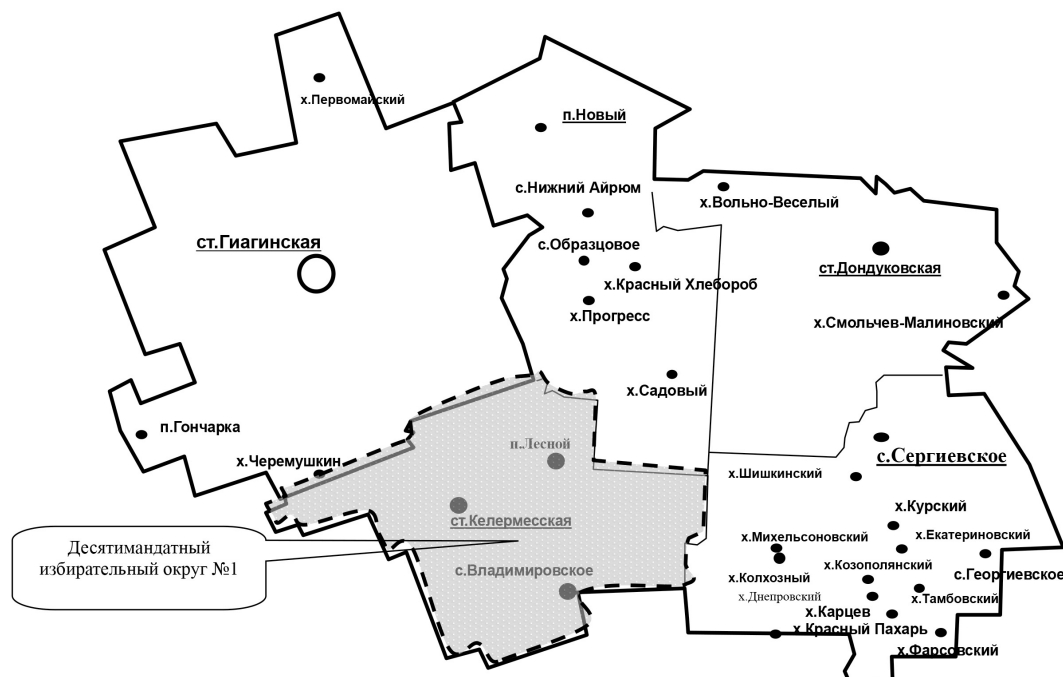 х.Первомайский
п.Новый
с.Нижний Айрюм
х.Вольно-Веселый
ст.Гиагинская
с.Образцовое
х.Красный Хлебороб
ст.Дондуковская
х.Прогресс
х.Смольчев-Малиновский
х.Садовый
п.Гончарка
п.Лесной
х.Черемушкин
с.Сергиевское
х.Шишкинский
ст.Келермесская
х.Курский
Десятимандатный
избирательный округ №1
х.Михельсоновский
х.Екатериновский
х.Козополянский
с.Владимировское
х.Колхозный
с.Георгиевское
х.Днепровский
х.Тамбовский
х.Карцев
х.Красный Пахарь
х.Фарсовский